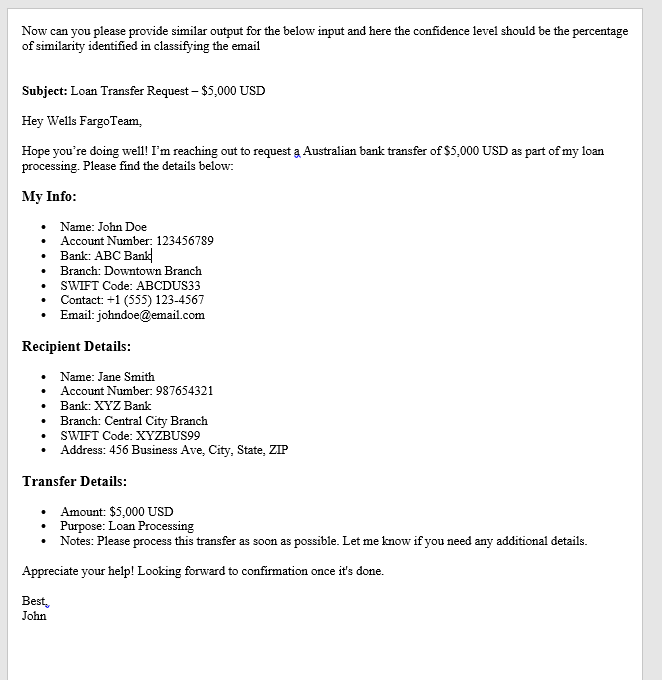 Now can you please provide similar output for the below input and here the confidence level should be the percentage
of similarity identified in classifying the email
Subject: Loan Transfer Request – $5,000 USD
Hey Wells FargoTeam,
Hope you're doing well! I'm reaching out to request a Australian bank transfer of $5,000 USD as part of my loan
processing. Please find the details below:
My Info:
• Name: John Doe
• Account Number: 123456789
• Bank: ABC Bank
• Branch: Downtown Branch
• SWIFT Code: ABCDUS33
• Contact: +1 (555) 123-4567
• Email: johndoe@email.com
Recipient Details:
• Name: Jane Smith
• Account Number: 987654321
• Bank: XYZ Bank
• Branch: Central City Branch
• SWIFT Code: XYZBUS99
• Address: 456 Business Ave, City, State, ZIP
Transfer Details:
• Amount: $5,000 USD
• Purpose: Loan Processing
• Notes: Please process this transfer as soon as possible. Let me know if you need any additional details.
Appreciate your help! Looking forward to confirmation once it's done.
Best,
John